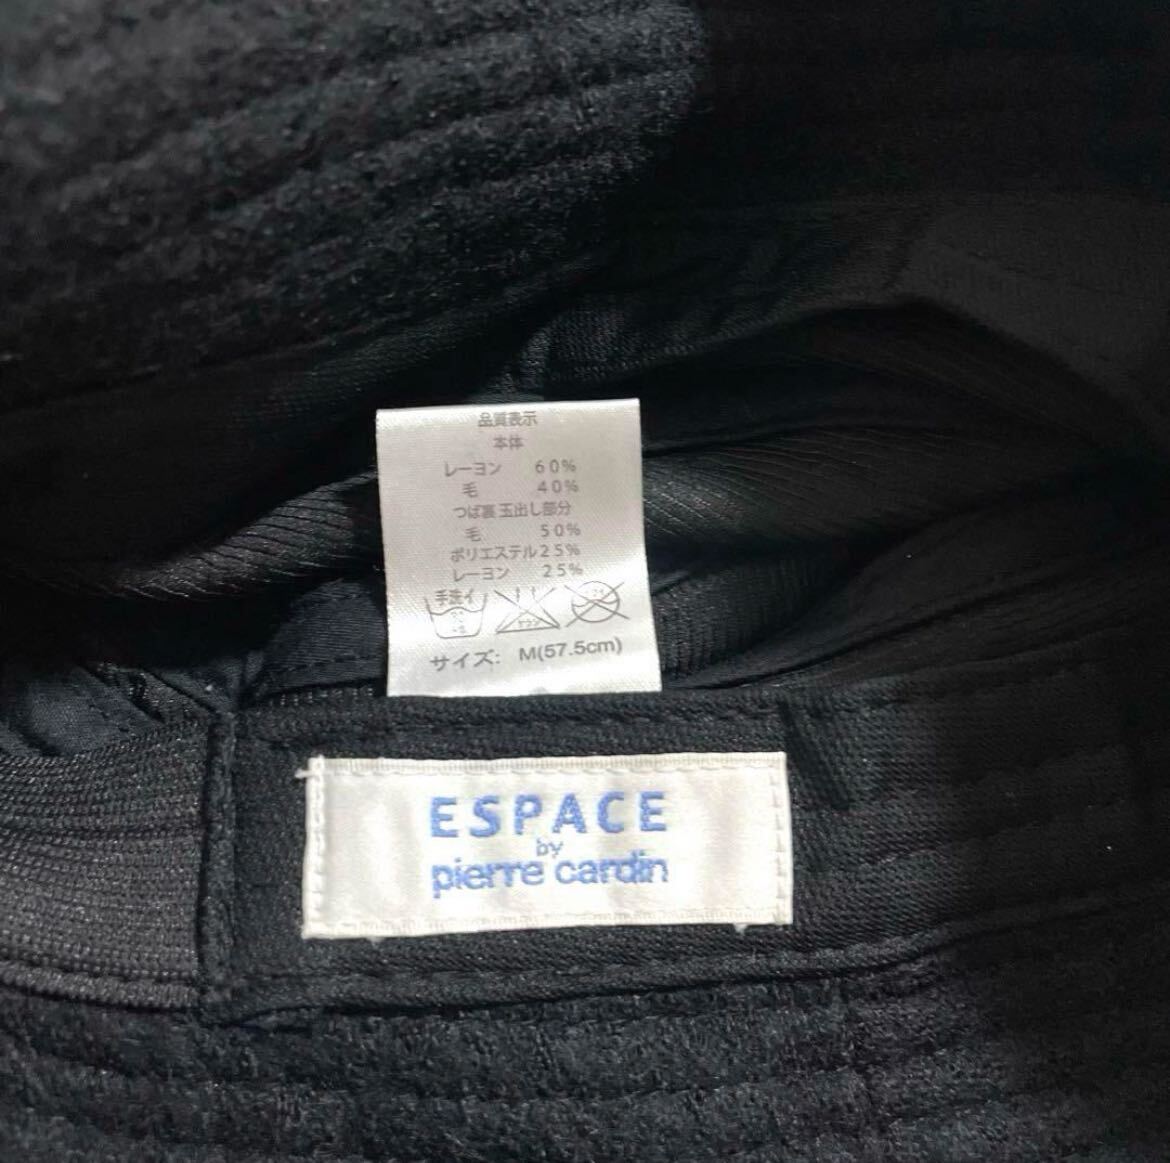 品質表示
本体
レーヨン 60%
毛 40%
つば裏 玉出し部分
毛 50%
ポリエステル25%
レーヨン 25%
手洗イ
サイズ: M(57.5cm)
ESPACE
by
pierre cardin